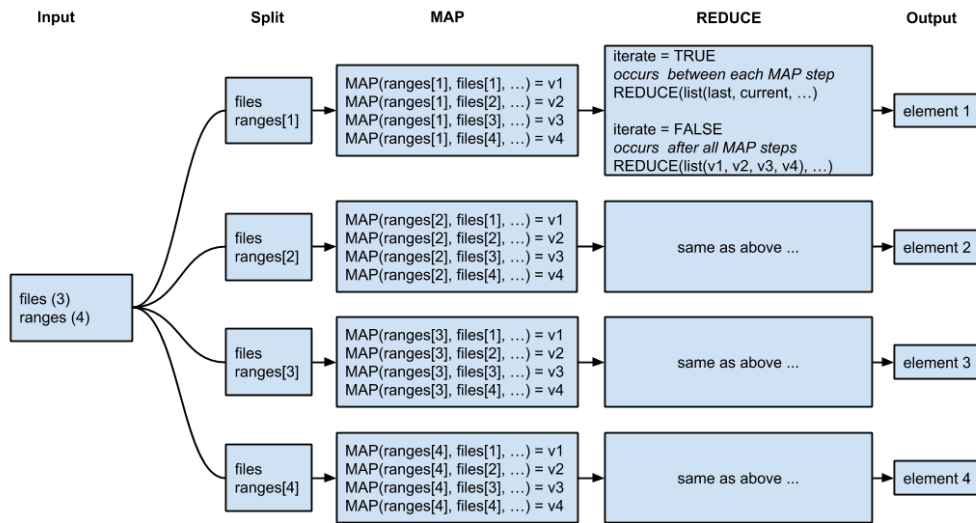 Input
Split
MAP
REDUCE
Output
files (3)
ranges (4)
files
ranges[1]
MAP(ranges[1], files[1], …) = v1
MAP(ranges[1], files[2], …) = v2
MAP(ranges[1], files[3], …) = v3
MAP(ranges[1], files[4], …) = v4
iterate = TRUE
occurs between each MAP step
REDUCE(list(last, current, …)
iterate = FALSE
occurs after all MAP steps
REDUCE(list(v1, v2, v3, v4), …)
element 1
files
ranges[2]
MAP(ranges[2], files[1], …) = v1
MAP(ranges[2], files[2], …) = v2
MAP(ranges[2], files[3], …) = v3
MAP(ranges[2], files[4], …) = v4
same as above ...
element 2
files
ranges[3]
MAP(ranges[3], files[1], …) = v1
MAP(ranges[3], files[2], …) = v2
MAP(ranges[3], files[3], …) = v3
MAP(ranges[3], files[4], …) = v4
same as above ...
element 3
files
ranges[4]
MAP(ranges[4], files[1], …) = v1
MAP(ranges[4], files[2], …) = v2
MAP(ranges[4], files[3], …) = v3
MAP(ranges[4], files[4], …) = v4
same as above ...
element 4